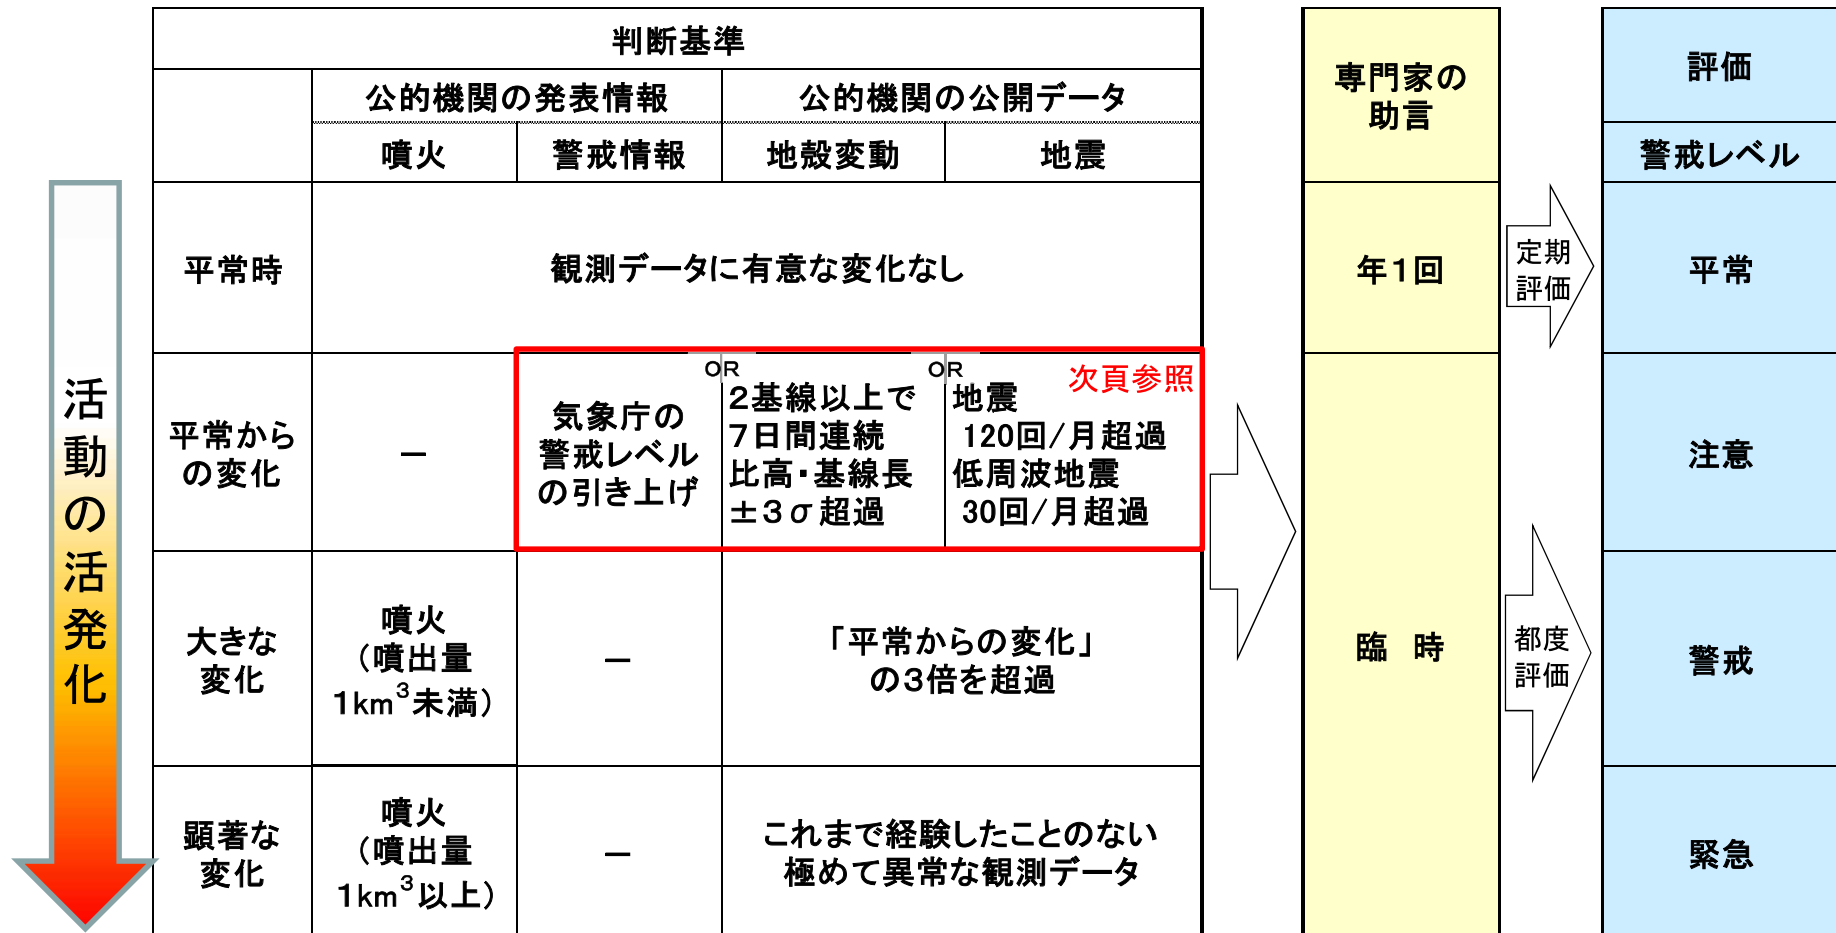 判断基準
公的機関の発表情報
公的機関の公開データ
噴火
警戒情報
地殻変動
地震
専門家の
助言
評価
警戒レベル
活動の活発化
平常時
観測データに有意な変化なし
年1回
定期
評価
平常
平常から
の変化
－
気象庁の
警戒レベル
の引き上げ
OR
2基線以上で
7日間連続
比高・基線長
±3σ超過
OR
次頁参照
地震
120回/月超過
低周波地震
30回/月超過
注意
大きな
変化
噴火
（噴出量
1km³未満）
－
「平常からの変化」
の3倍を超過
臨 時
都度
評価
警戒
顕著な
変化
噴火
（噴出量
1km³以上）
－
これまで経験したことのない
極めて異常な観測データ
緊急